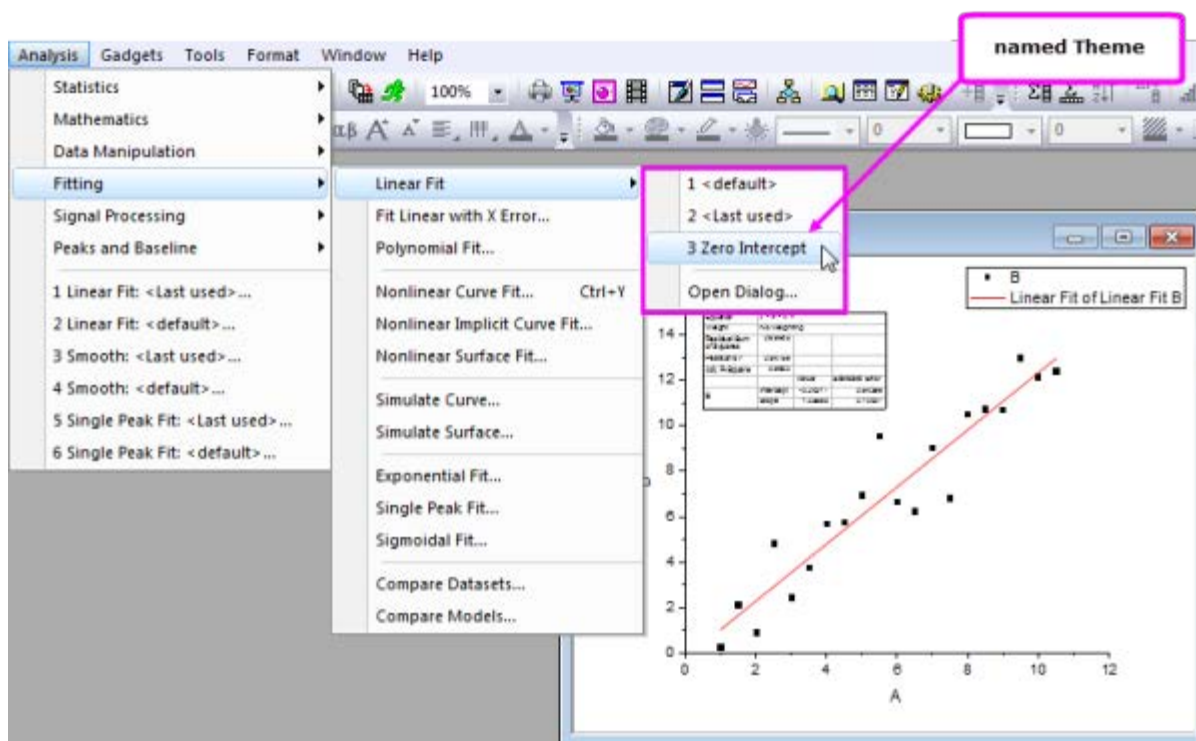 named Theme
Analysis Gadgets Tools Format Window Help
Statistics
Mathematics
Data Manipulation
Fitting
Signal Processing
Peaks and Baseline
1 Linear Fit: <Last used>...
2 Linear Fit: <default>...
3 Smooth: <Last used>...
4 Smooth: <default>...
5 Single Peak Fit: <Last used>...
6 Single Peak Fit: <default>...
100%
0
0
Linear Fit
Fit Linear with X Error...
Polynomial Fit...
Nonlinear Curve Fit... Ctrl+Y
Nonlinear Implicit Curve Fit...
Nonlinear Surface Fit...
Simulate Curve...
Simulate Surface...
Exponential Fit...
Single Peak Fit...
Sigmoidal Fit...
Compare Datasets...
Compare Models...
1 <default>
2 <Last used>
3 Zero Intercept
Open Dialog...
B
Linear Fit of Linear Fit B
14
12
10
8
6
4
2
0
0 2 4 6 8 10 12
A